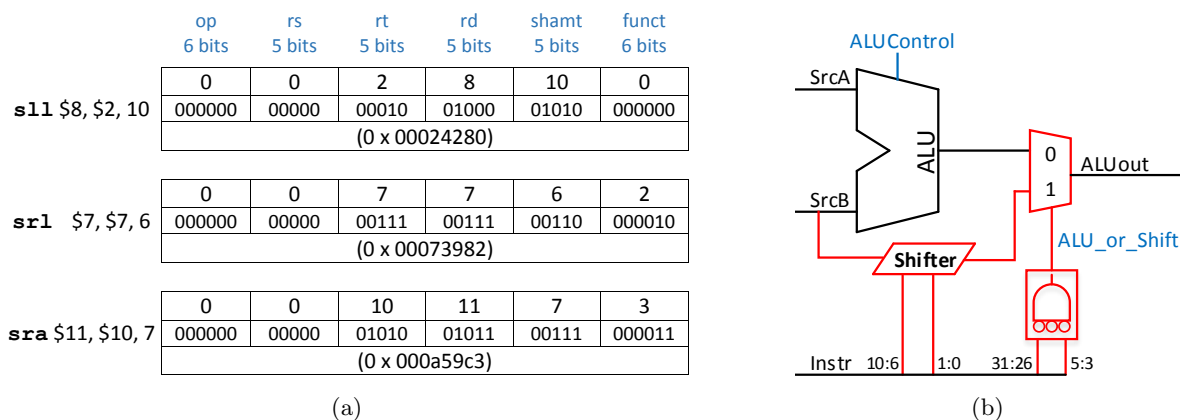 op rs rt rd shamt funct
6 bits 5 bits 5 bits 5 bits 5 bits 6 bits
0 0 2 8 10 0
sll $8, $2, 10 000000 00000 00010 01000 01010 000000
(0 x 00024280)
0 0 7 7 6 2
srl $7, $7, 6 000000 00000 00111 00111 00110 000010
(0 x 00073982)
0 0 10 11 7 3
sra $11, $10, 7 000000 00000 01010 01011 00111 000011
(0 x 000a59c3)
(a)
ALUControl
SrcA
ALU
0
ALUout
1
SrcB
ALU_or_Shift
Shifter
Instr 10:6 1:0 31:26 5:3
(b)